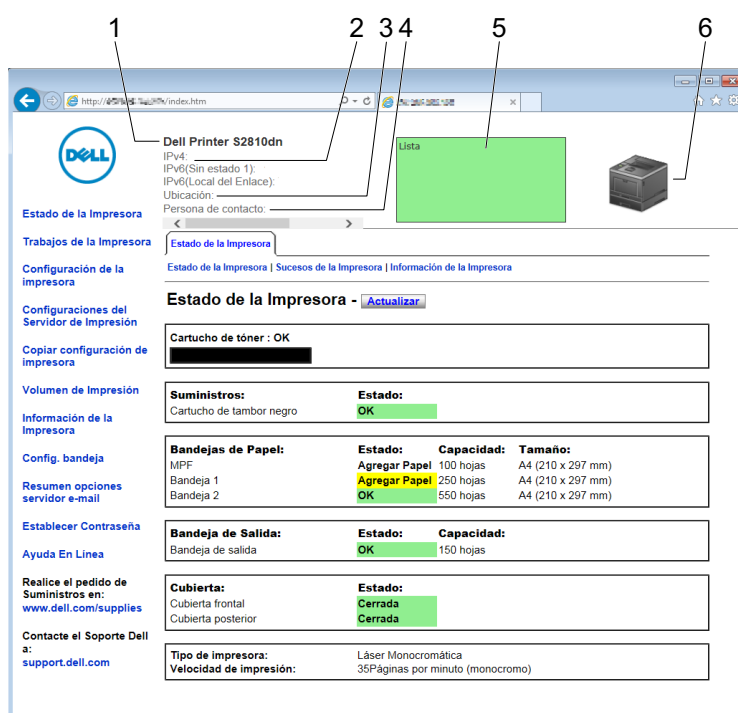 1 2 3 4 5 6
http:// /index.htm
DELL
Dell Printer S2810dn
IPv4:
IPv6(Sin estado 1):
IPv6(Local del Enlace):
Ubicación:
Persona de contacto:
Lista
Estado de la Impresora
Trabajos de la Impresora
Configuración de la
impresora
Configuraciones del
Servidor de Impresión
Copiar configuración de
impresora
Volumen de Impresión
Información de la
Impresora
Config. bandeja
Resumen opciones
servidor e-mail
Establecer Contraseña
Ayuda En Linea
Realice el pedido de
Suministros en:
www.dell.com/supplies
Contacte el Soporte Dell
a:
support.dell.com
Estado de la Impresora
Estado de la Impresora | Sucesos de la Impresora | Información de la Impresora
Estado de la Impresora - Actualizar
Cartucho de tóner : OK
Suministros: Estado:
Cartucho de tambor negro OK
Bandejas de Papel: Estado: Capacidad: Tamaño:
MPF Agregar Papel 100 hojas A4 (210 x 297 mm)
Bandeja 1 Agregar Papel 250 hojas A4 (210 x 297 mm)
Bandeja 2 OK 550 hojas A4 (210 x 297 mm)
Bandeja de Salida: Estado: Capacidad:
Bandeja de salida OK 150 hojas
Cubierta: Estado:
Cubierta frontal Cerrada
Cubierta posterior Cerrada
Tipo de impresora: Láser Monocromática
Velocidad de impresión: 35Páginas por minuto (monocromo)